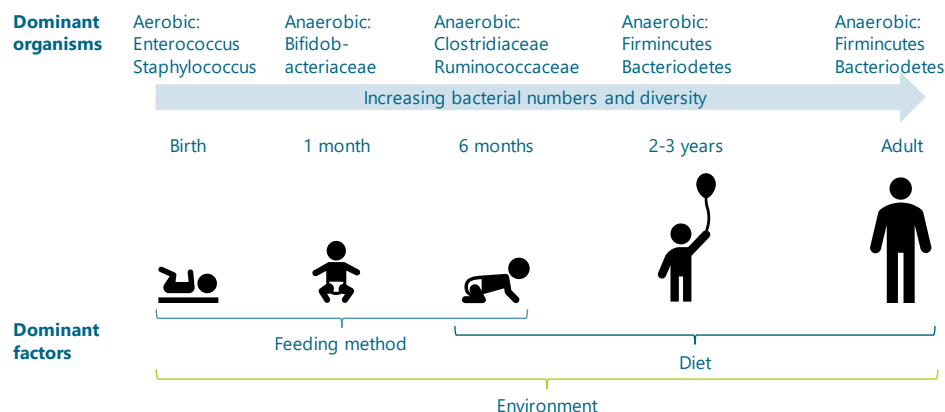 Dominant organisms
Aerobic:
Enterococcus
Staphylococcus
Anaerobic:
Bifidob-
acteriaceae
Anaerobic:
Clostridiaceae
Ruminococcaceae
Anaerobic:
Firmincutes
Bacteriodetes
Anaerobic:
Firmincutes
Bacteriodetes
Increasing bacterial numbers and diversity
Birth
1 month
6 months
2-3 years
Adult
Dominant
factors
Feeding method
Diet
Environment